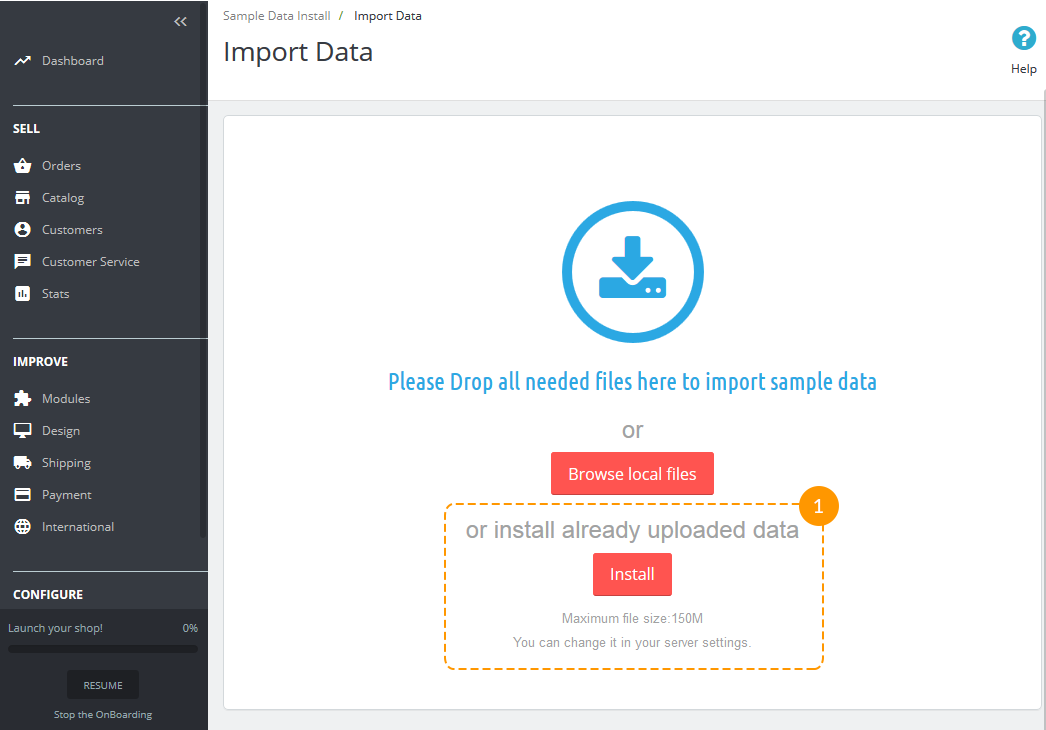 Dashboard
SELL
Orders
Catalog
Customers
Customer Service
Stats
IMPROVE
Modules
Design
Shipping
Payment
International
CONFIGURE
Launch your shop! 0%
RESUME
Stop the OnBoarding
Sample Data Install / Import Data
Import Data
Help
Please Drop all needed files here to import sample data
or
Browse local files
1
or install already uploaded data
Install
Maximum file size:150M
You can change it in your server settings.